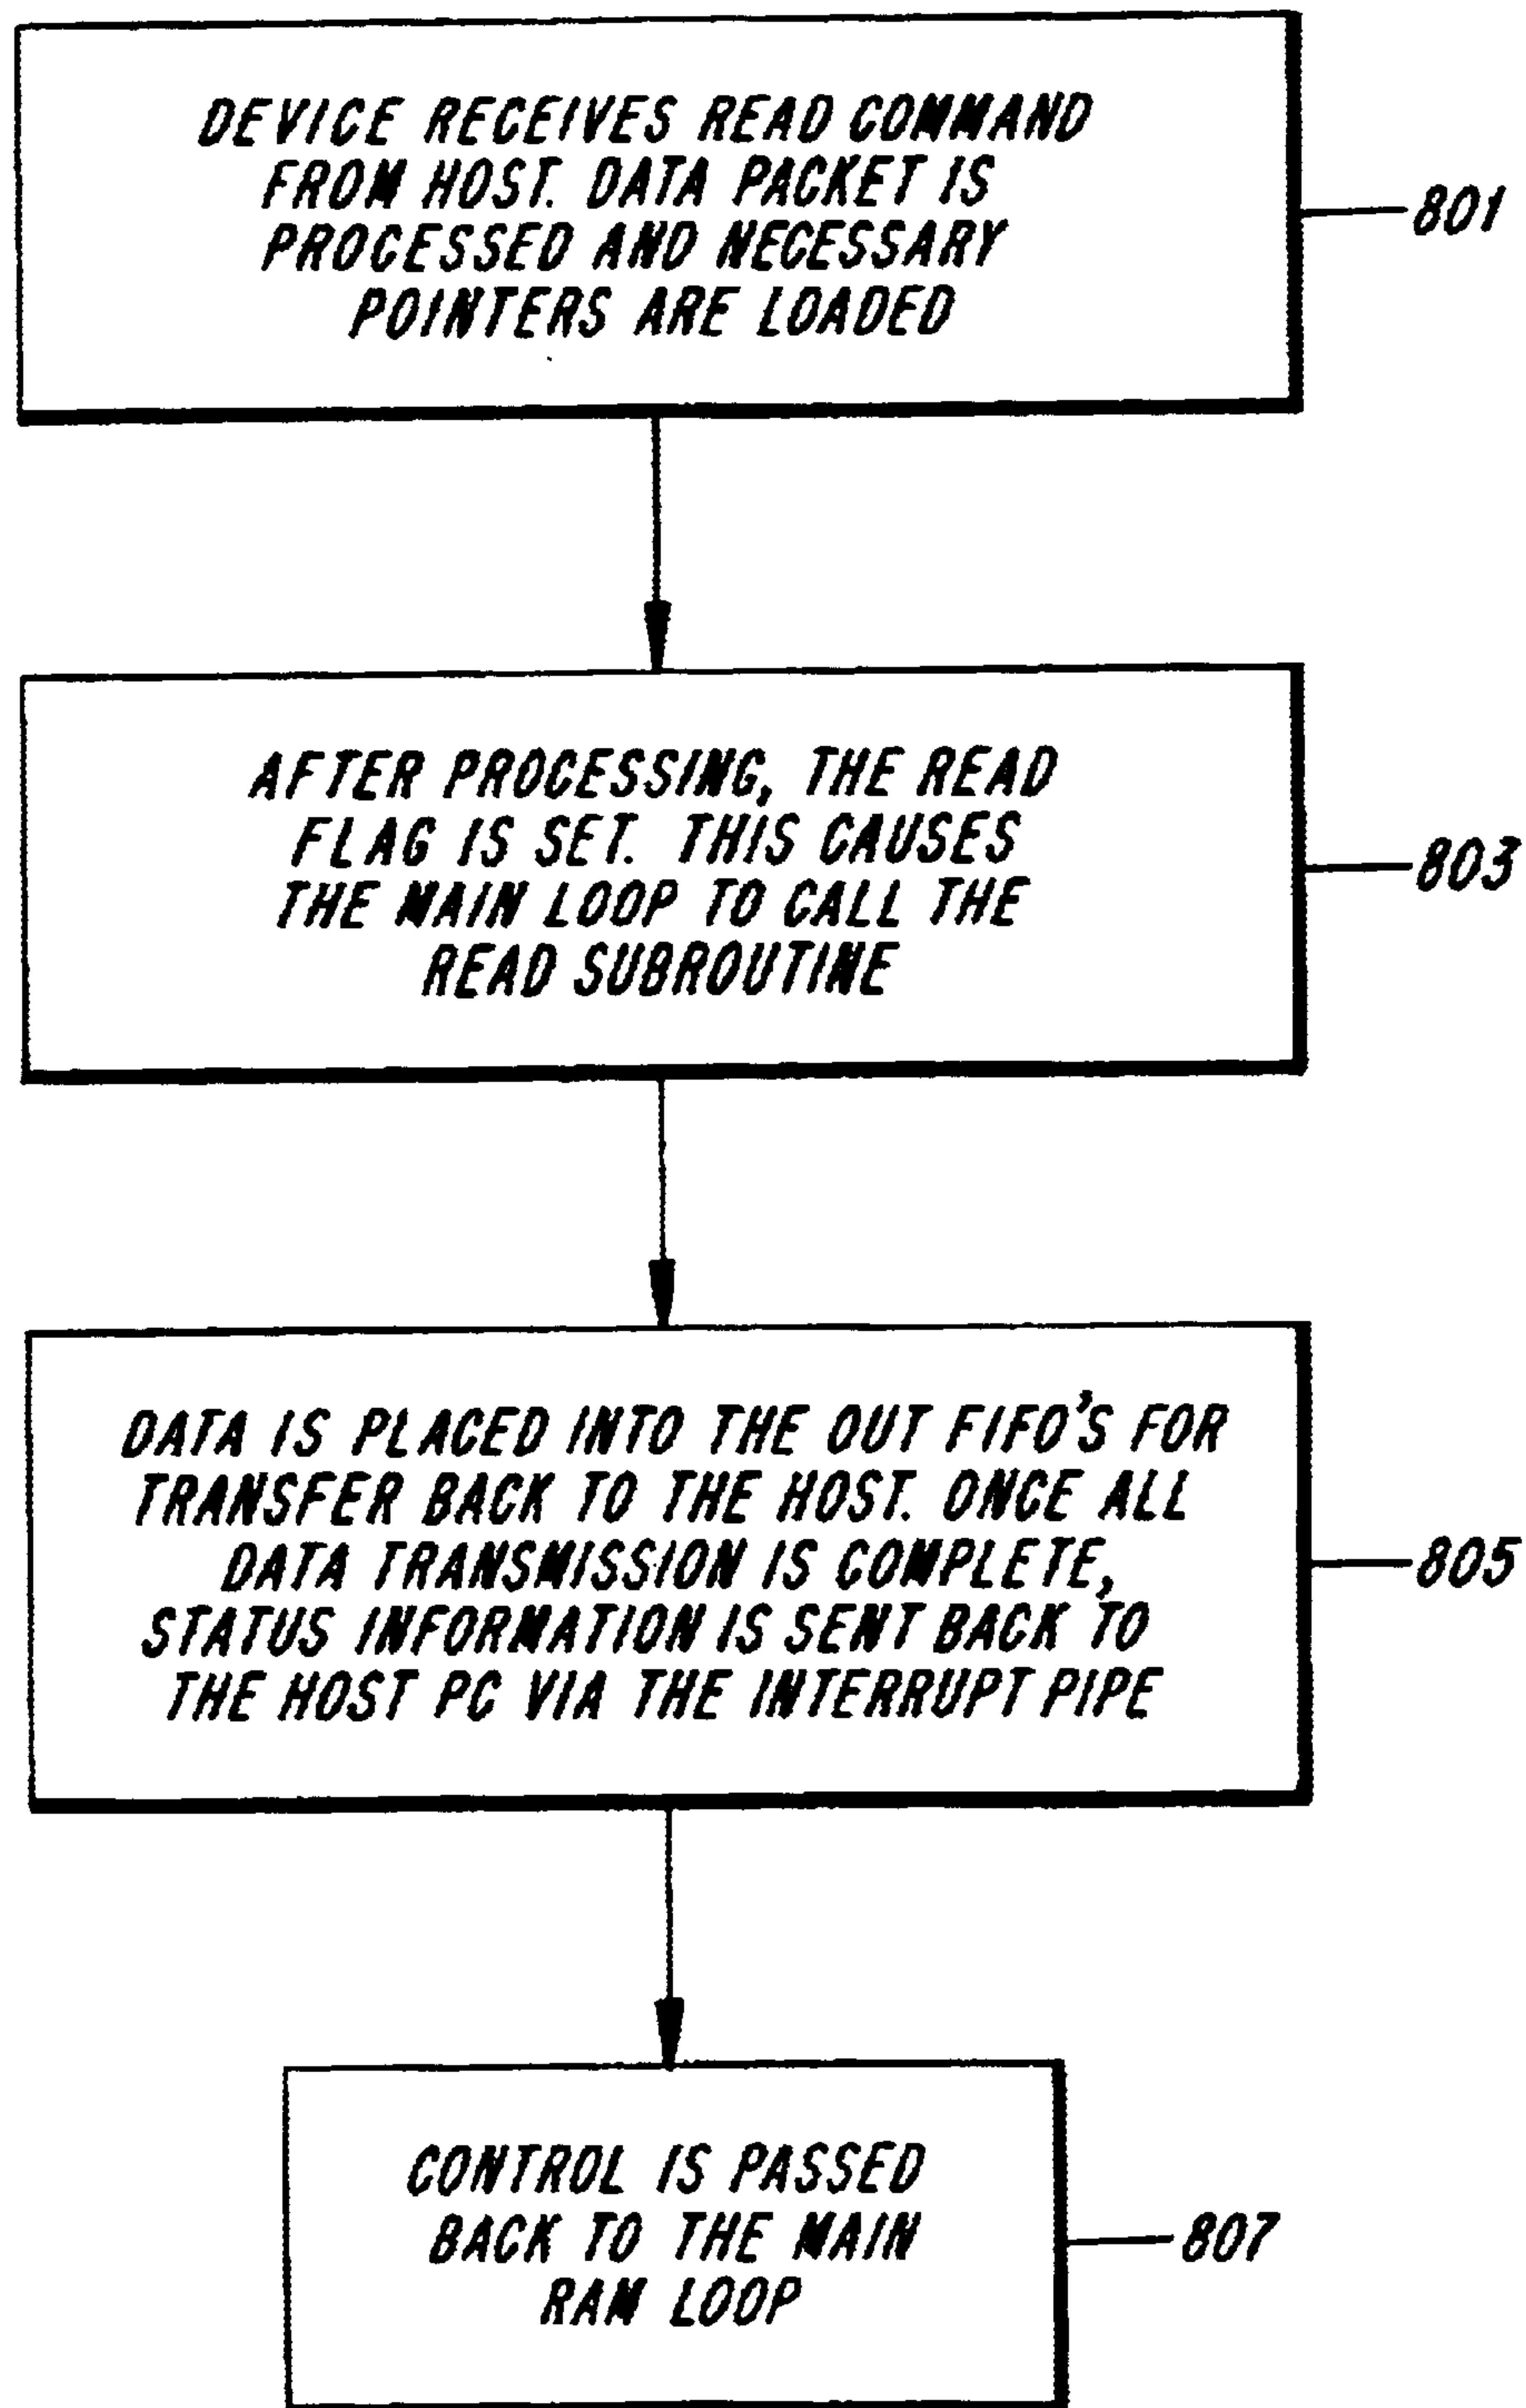 DEVICE RECEIVES READ COMMAND
FROM HOST. DATA PACKET IS
PROCESSED AND NECESSARY
POINTERS ARE LOADED
801
AFTER PROCESSING, THE READ
FLAG IS SET. THIS CAUSES
THE MAIN LOOP TO CALL THE
READ SUBROUTINE
803
DATA IS PLACED INTO THE OUT FIFO'S FOR
TRANSFER BACK TO THE HOST. ONCE ALL
DATA TRANSMISSION IS COMPLETE,
STATUS INFORMATION IS SENT BACK TO
THE HOST PC VIA THE INTERRUPT PIPE
805
CONTROL IS PASSED
BACK TO THE MAIN
RAM LOOP
807